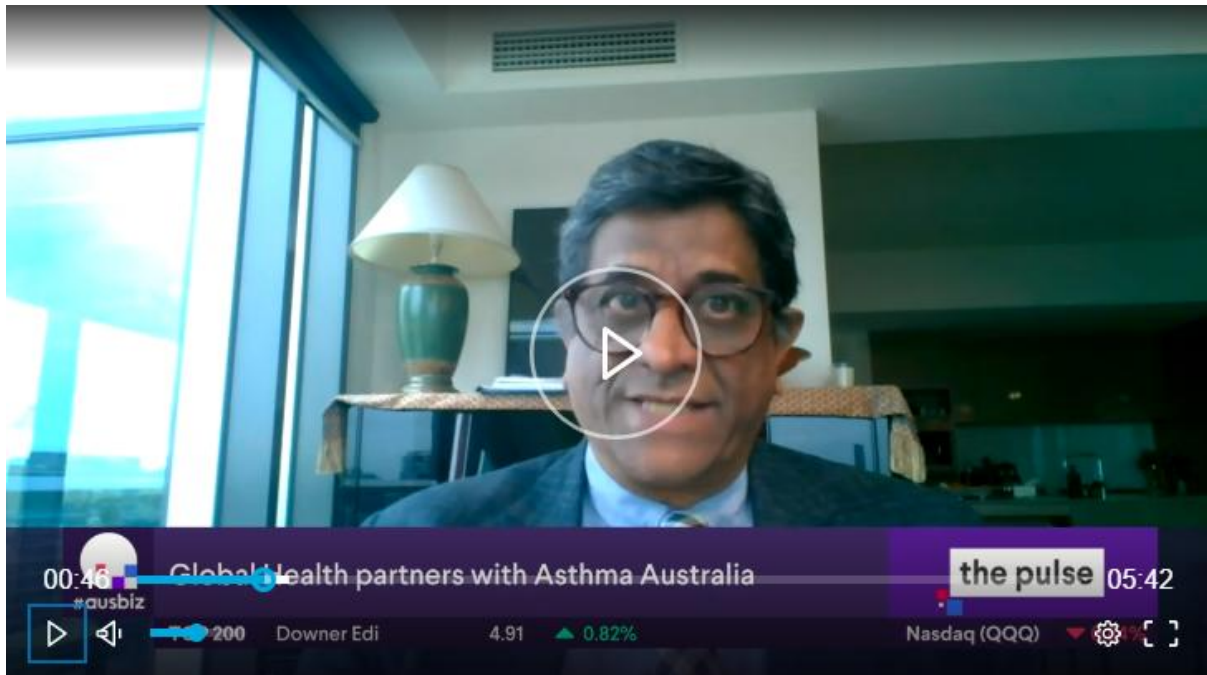 Global Health partners with Asthma Australia
the pulse
00:46
05:42
#ausbiz
200 Downer Edi 4.91 0.82% Nasdaq (QQQ)